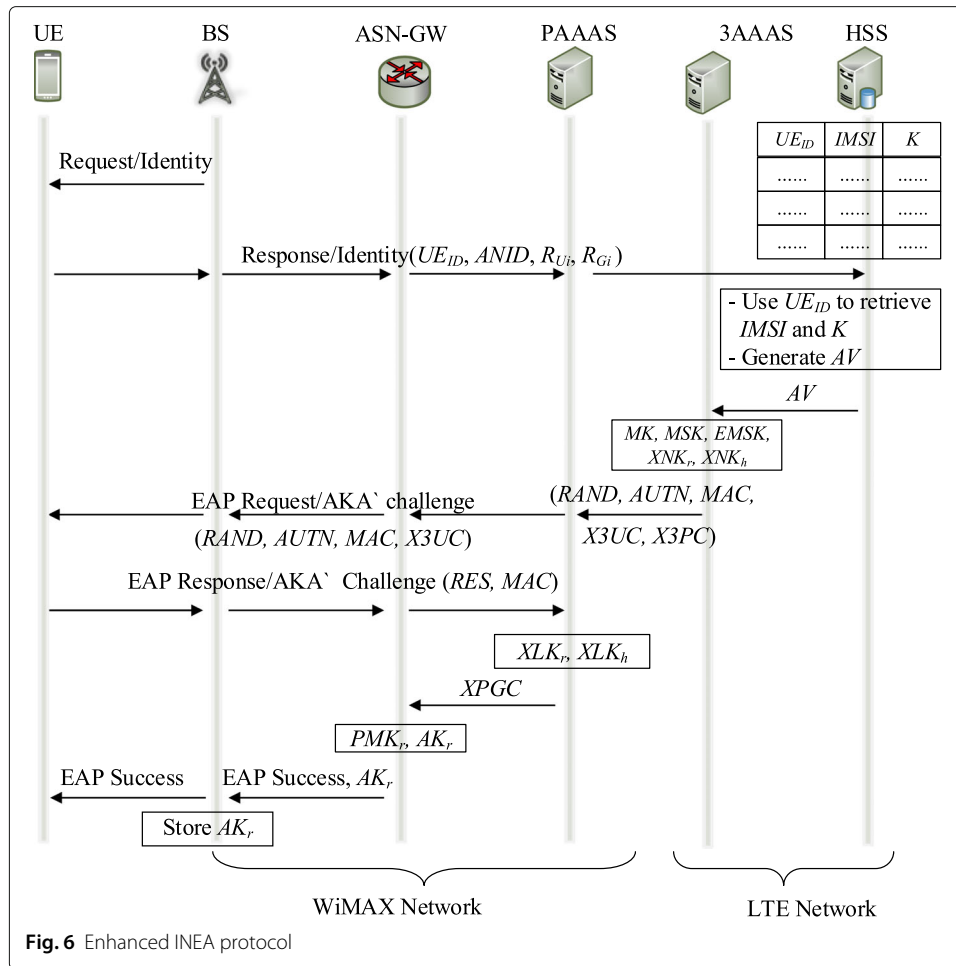 UE BS ASN-GW PAAAS 3AAAS HSS
UE_ID IMSI K
...... ...... ......
...... ...... ......
...... ...... ......
Request/Identity
Response/Identity(UE_ID, ANID, R_Ui, R_Gi)
- Use UE_ID to retrieve
IMSI and K
- Generate AV
AV
MK, MSK, EMSK,
XNK_r, XNK_h
EAP Request/AKA` challenge
(RAND, AUTN, MAC, X3UC)
(RAND, AUTN, MAC,
X3UC, X3PC)
EAP Response/AKA` Challenge (RES, MAC)
XLK_r, XLK_h
XPGC
PMK_r, AK_r
EAP Success
EAP Success, AK_r
Store AK_r
WiMAX Network
LTE Network
Fig. 6 Enhanced INEA protocol